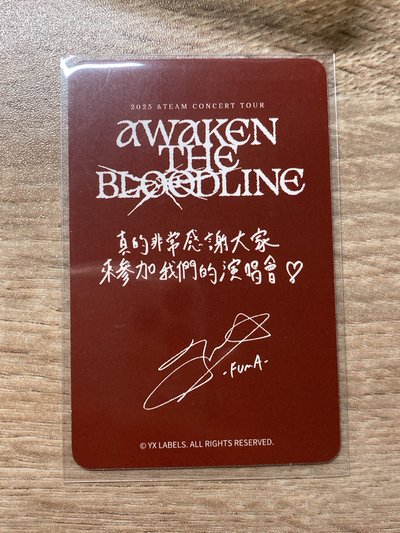 2025 &TEAM CONCERT TOUR
AWAKEN
THE
BLOODLINE
真的非常感謝大家
來參加我們的演唱會♡
-FUMA-
© YX LABELS. ALL RIGHTS RESERVED.